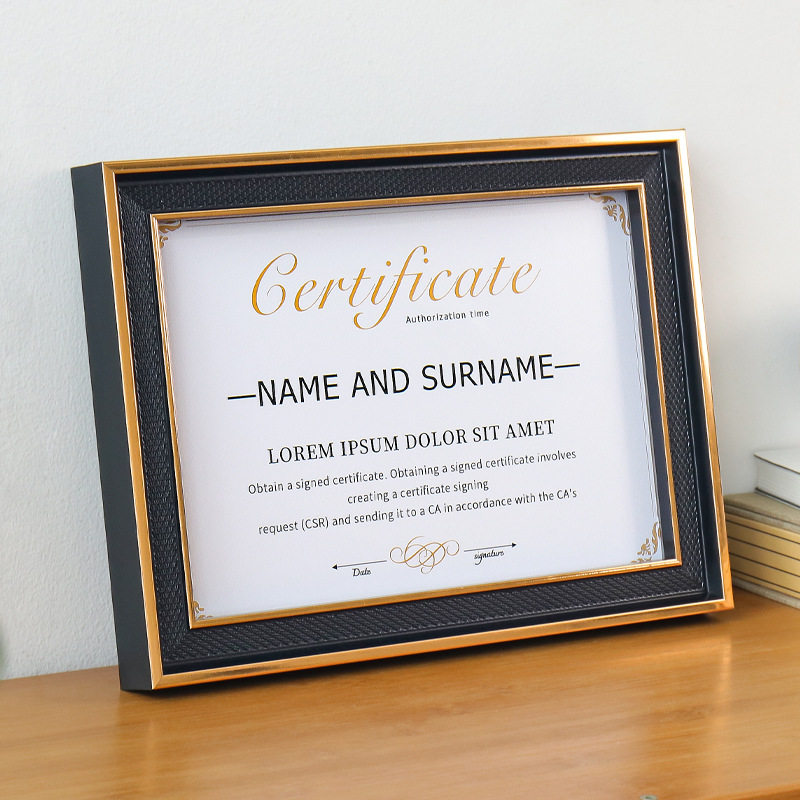 Certificate
Authorization time
—NAME AND SURNAME—
LOREM IPSUM DOLOR SIT AMET
Obtain a signed certificate. Obtaining a signed certificate involves
creating a certificate signing
request (CSR) and sending it to a CA in accordance with the CA's
Date signature